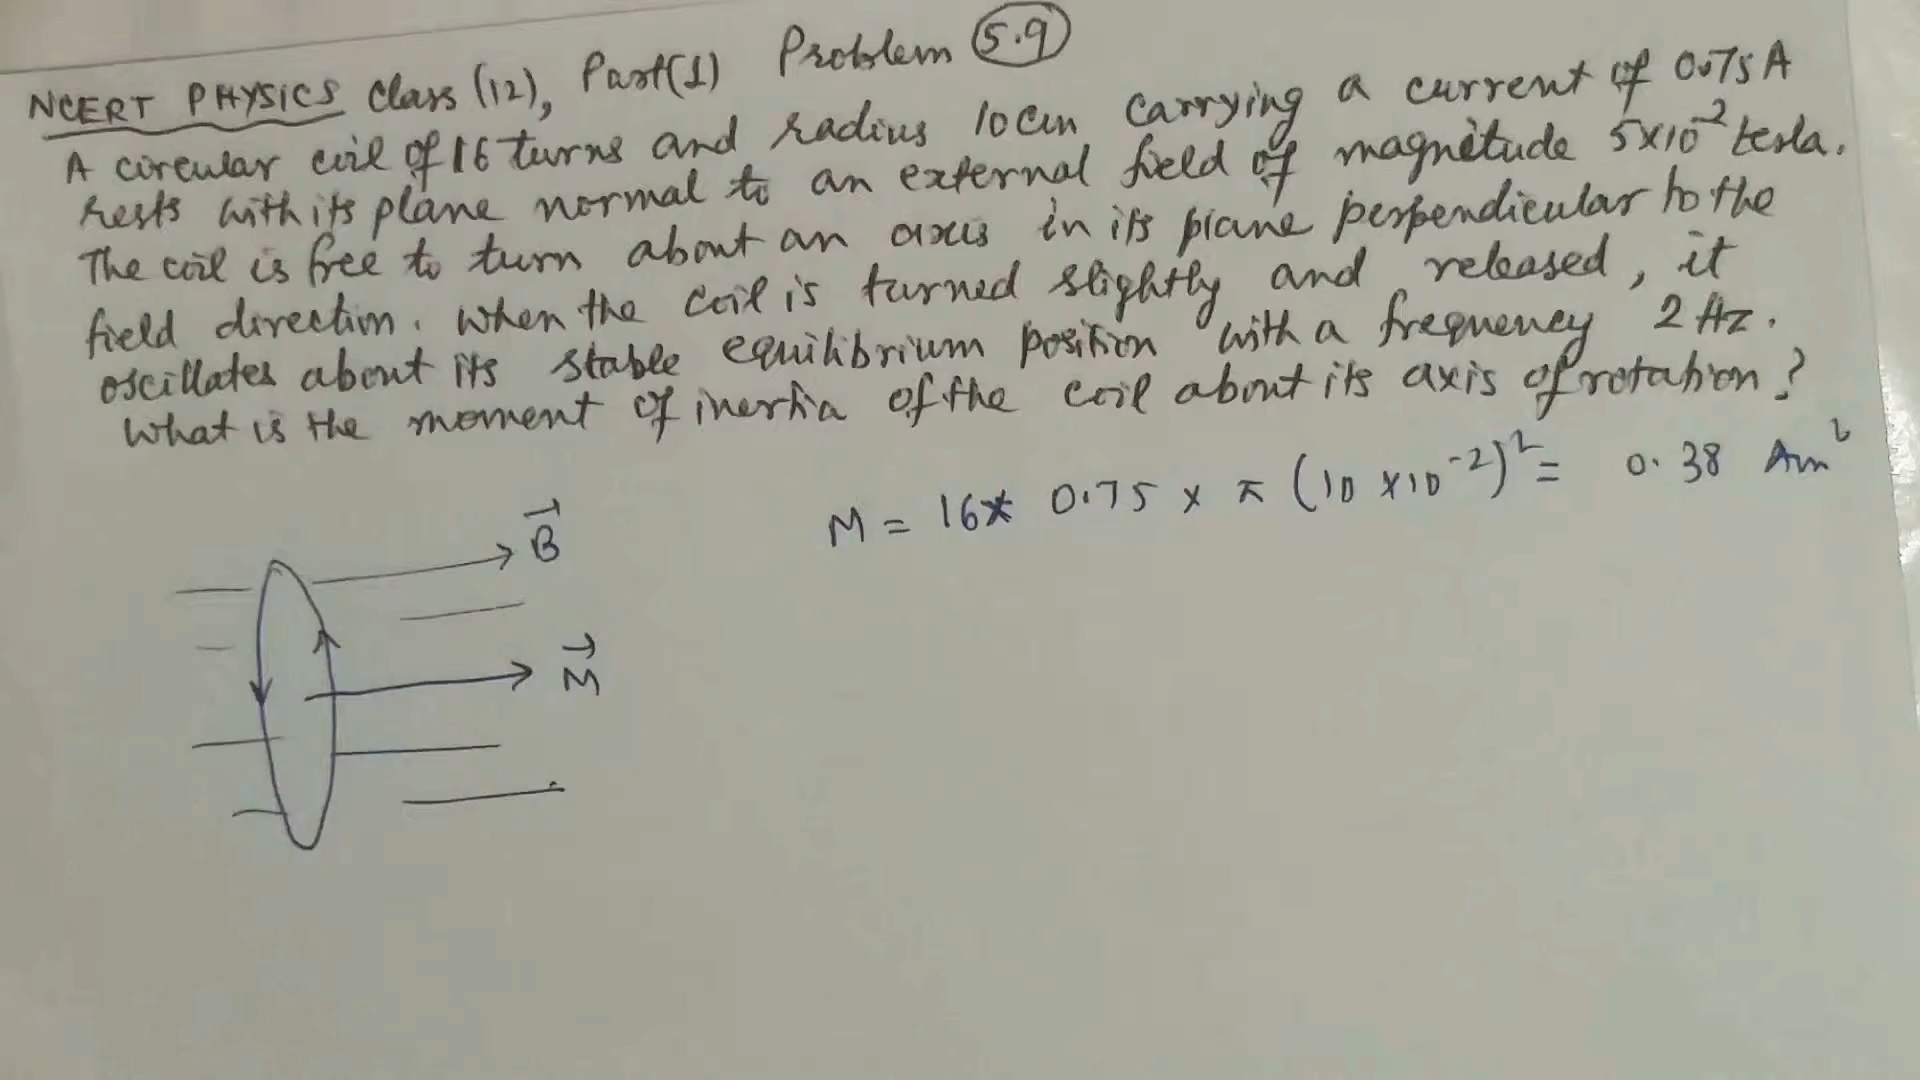 NCERT PHYSICS Class (12), Part(1) Problem 5.9
A circular coil of 16 turns and radius 10cm carrying a current of 0.75A
rests with its plane normal to an external field of magnitude 5×10⁻² tesla.
The coil is free to turn about an axis in its plane perpendicular to the
field direction. When the coil is turned slightly and released, it
oscillates about its stable equilibrium position with a frequency 2 Hz.
What is the moment of inertia of the coil about its axis of rotation?
M = 16× 0.75 × π (10 ×10⁻²)² = 0.38 Am²
B⃗
M⃗